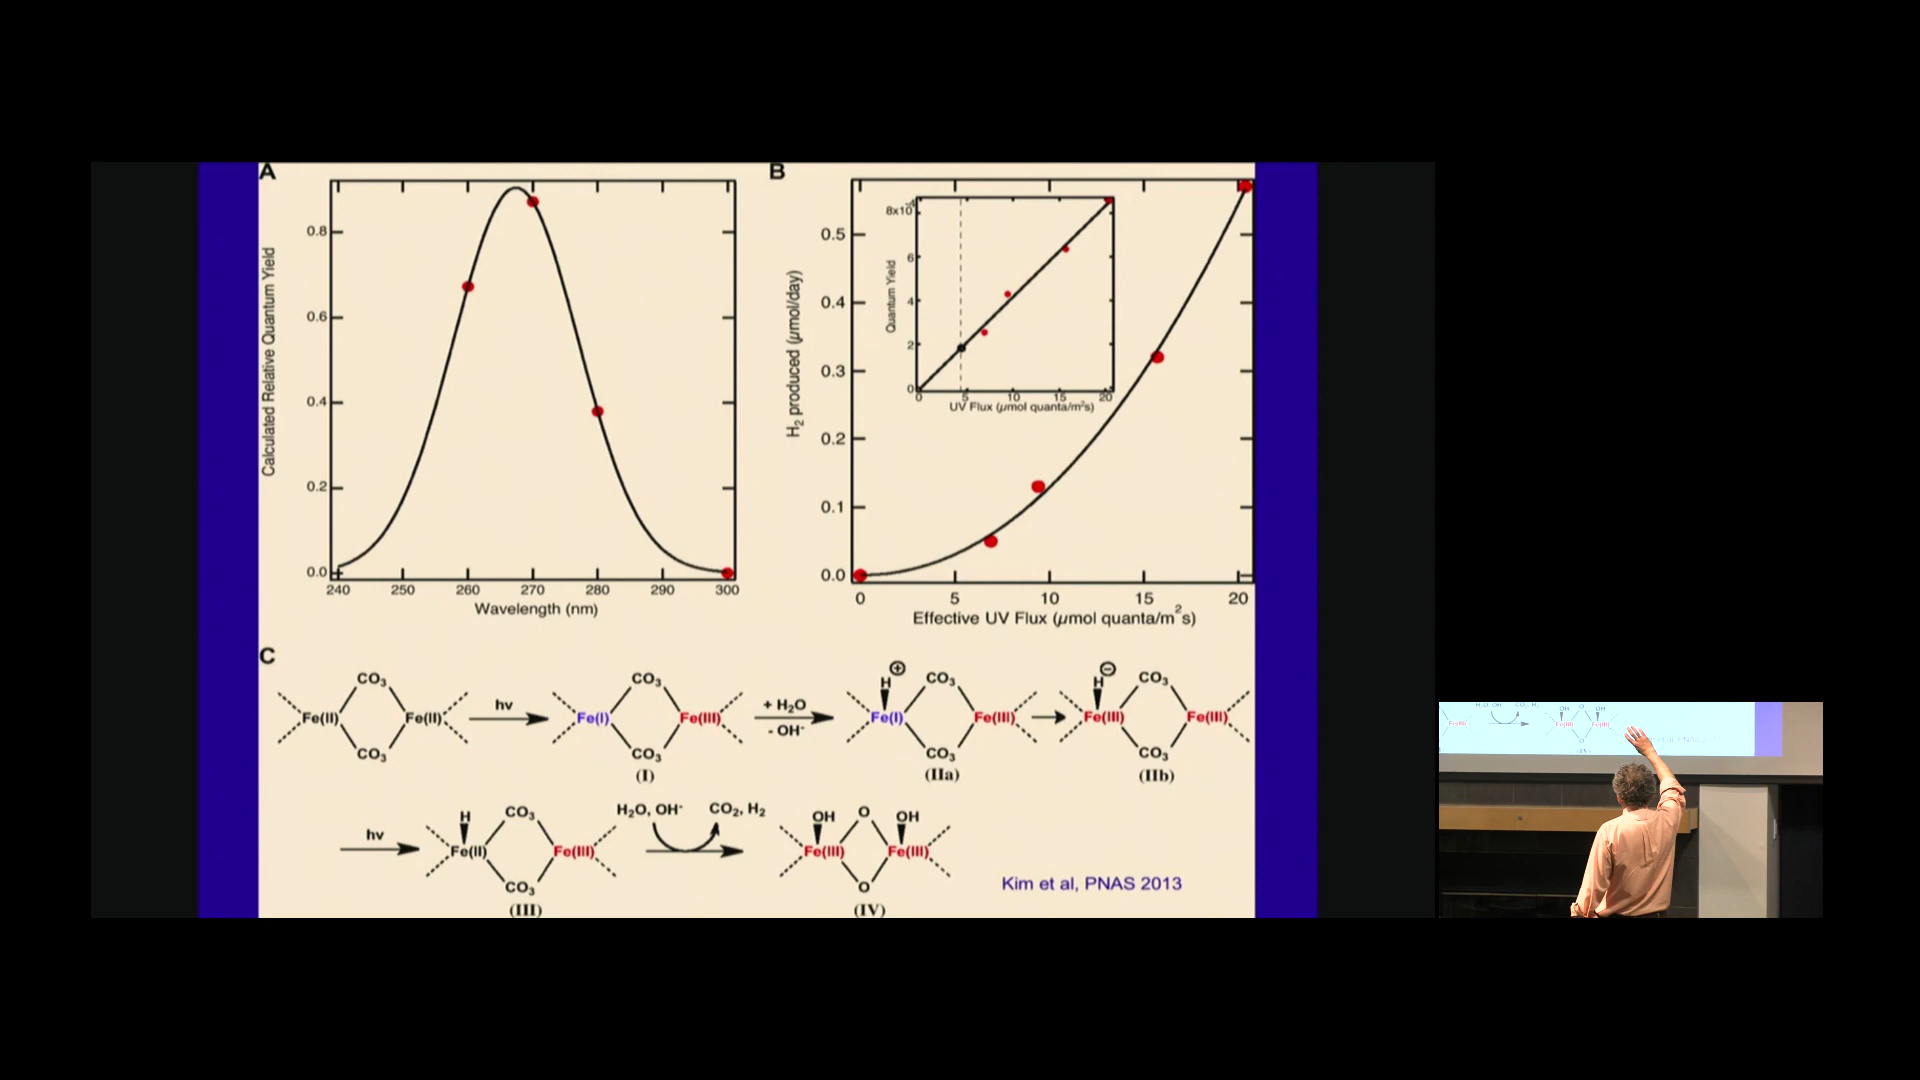 A
Calculated Relative Quantum Yield
0.8
0.6
0.4
0.2
0.0
240 250 260 270 280 290 300
Wavelength (nm)
B
H2 produced (µmol/day)
0.5
0.4
0.3
0.2
0.1
0.0
0 5 10 15 20
Effective UV Flux (µmol quanta/m2s)
8x10-4
6
4
2
0
Quantum Yield
0 5 10 15 20
UV Flux (µmol quanta/m2s)
C
CO3 CO3 H ⊕ CO3 H ⊖ CO3
Fe(II) Fe(II) hv Fe(I) Fe(III) + H2O - OH- Fe(I) Fe(III) Fe(III) Fe(III)
CO3 CO3 CO3 CO3
(I) (IIa) (IIb)
H CO3 H2O, OH- CO2, H2 OH O OH
hv Fe(II) Fe(III) Fe(III) Fe(III)
CO3 O
(III) (IV)
Kim et al, PNAS 2013